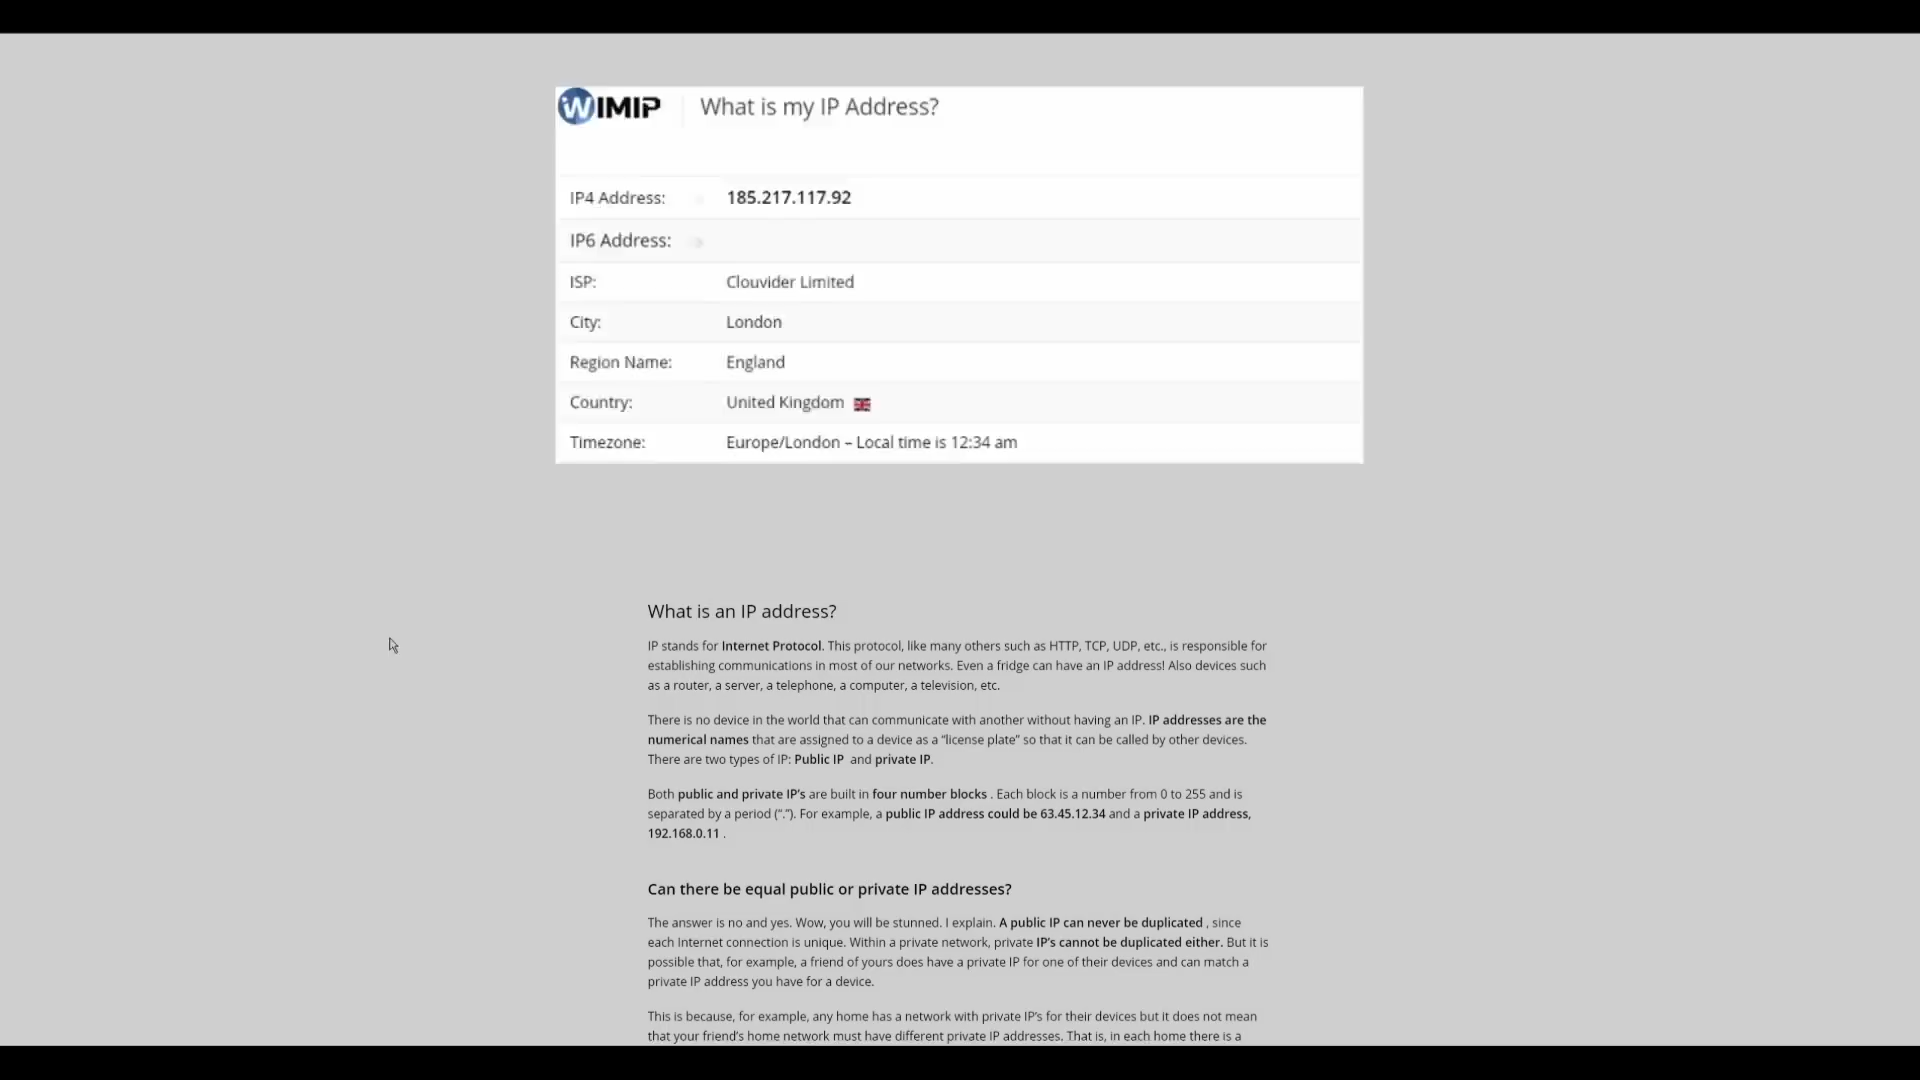 WIMIP What is my IP Address?
IP4 Address: 185.217.117.92
IP6 Address:
ISP: Clouvider Limited
City: London
Region Name: England
Country: United Kingdom
Timezone: Europe/London – Local time is 12:34 am
What is an IP address?
IP stands for Internet Protocol. This protocol, like many others such as HTTP, TCP, UDP, etc., is responsible for
establishing communications in most of our networks. Even a fridge can have an IP address! Also devices such
as a router, a server, a telephone, a computer, a television, etc.
There is no device in the world that can communicate with another without having an IP. IP addresses are the
numerical names that are assigned to a device as a “license plate” so that it can be called by other devices.
There are two types of IP: Public IP and private IP.
Both public and private IP’s are built in four number blocks . Each block is a number from 0 to 255 and is
separated by a period (“.”). For example, a public IP address could be 63.45.12.34 and a private IP address,
192.168.0.11 .
Can there be equal public or private IP addresses?
The answer is no and yes. Wow, you will be stunned. I explain. A public IP can never be duplicated , since
each Internet connection is unique. Within a private network, private IP’s cannot be duplicated either. But it is
possible that, for example, a friend of yours does have a private IP for one of their devices and can match a
private IP address you have for a device.
This is because, for example, any home has a network with private IP’s for their devices but it does not mean
that your friend’s home network must have different private IP addresses. That is, in each home there is a